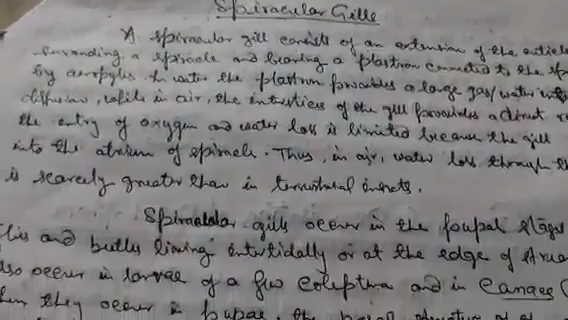 Spiracular Gills
A spiracular gill consists of an extension of the cuticle
surrounding a spiracle and bearing a plastron connected to the
by aeropyles. In water the plastron provides a large gas/water
diffusion, while in air, the interstices of the gill provides a direct
the entry of oxygen and water loss is limited because the gill
into the atrium of spiracle. Thus, in air, water loss through
is scarcely greater than in terrestrial insects.
Spiracular gills occur in the pupal stages
flies and beetles living intertidally or at the edge of
also occur in larvae of a few coleptera and in
they occur in pupae, the